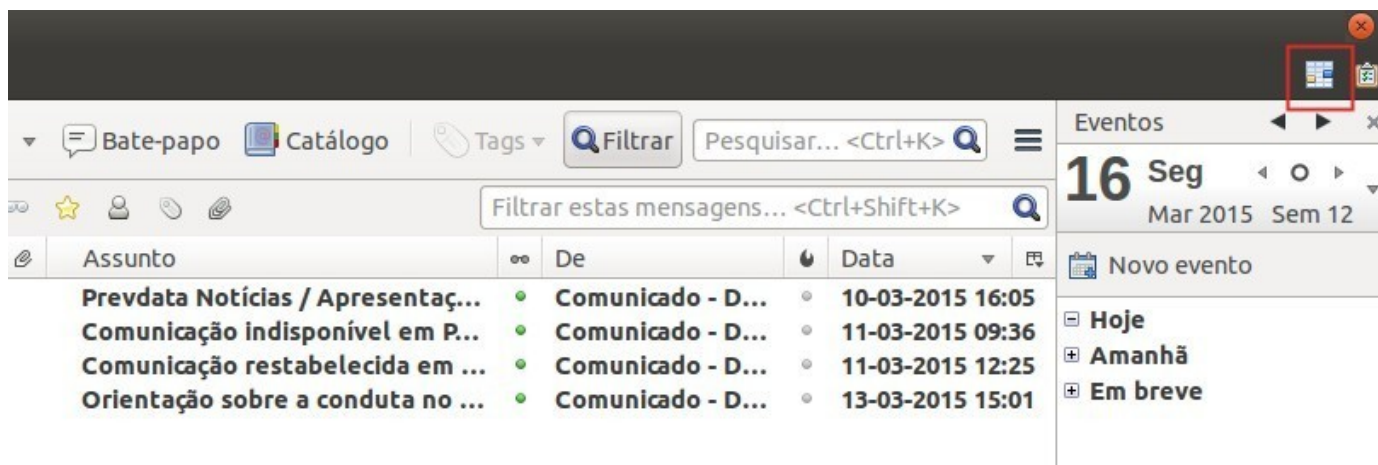 Bate-papo Catálogo Tags Filtrar Pesquisar... <Ctrl+K>
Filtrar estas mensagens... <Ctrl+Shift+K>
Assunto De Data
Prevdata Notícias / Apresentaç... Comunicado - D... 10-03-2015 16:05
Comunicação indisponível em P... Comunicado - D... 11-03-2015 09:36
Comunicação restabelecida em ... Comunicado - D... 11-03-2015 12:25
Orientação sobre a conduta no ... Comunicado - D... 13-03-2015 15:01
Eventos
16 Seg
Mar 2015 Sem 12
Novo evento
Hoje
Amanhã
Em breve